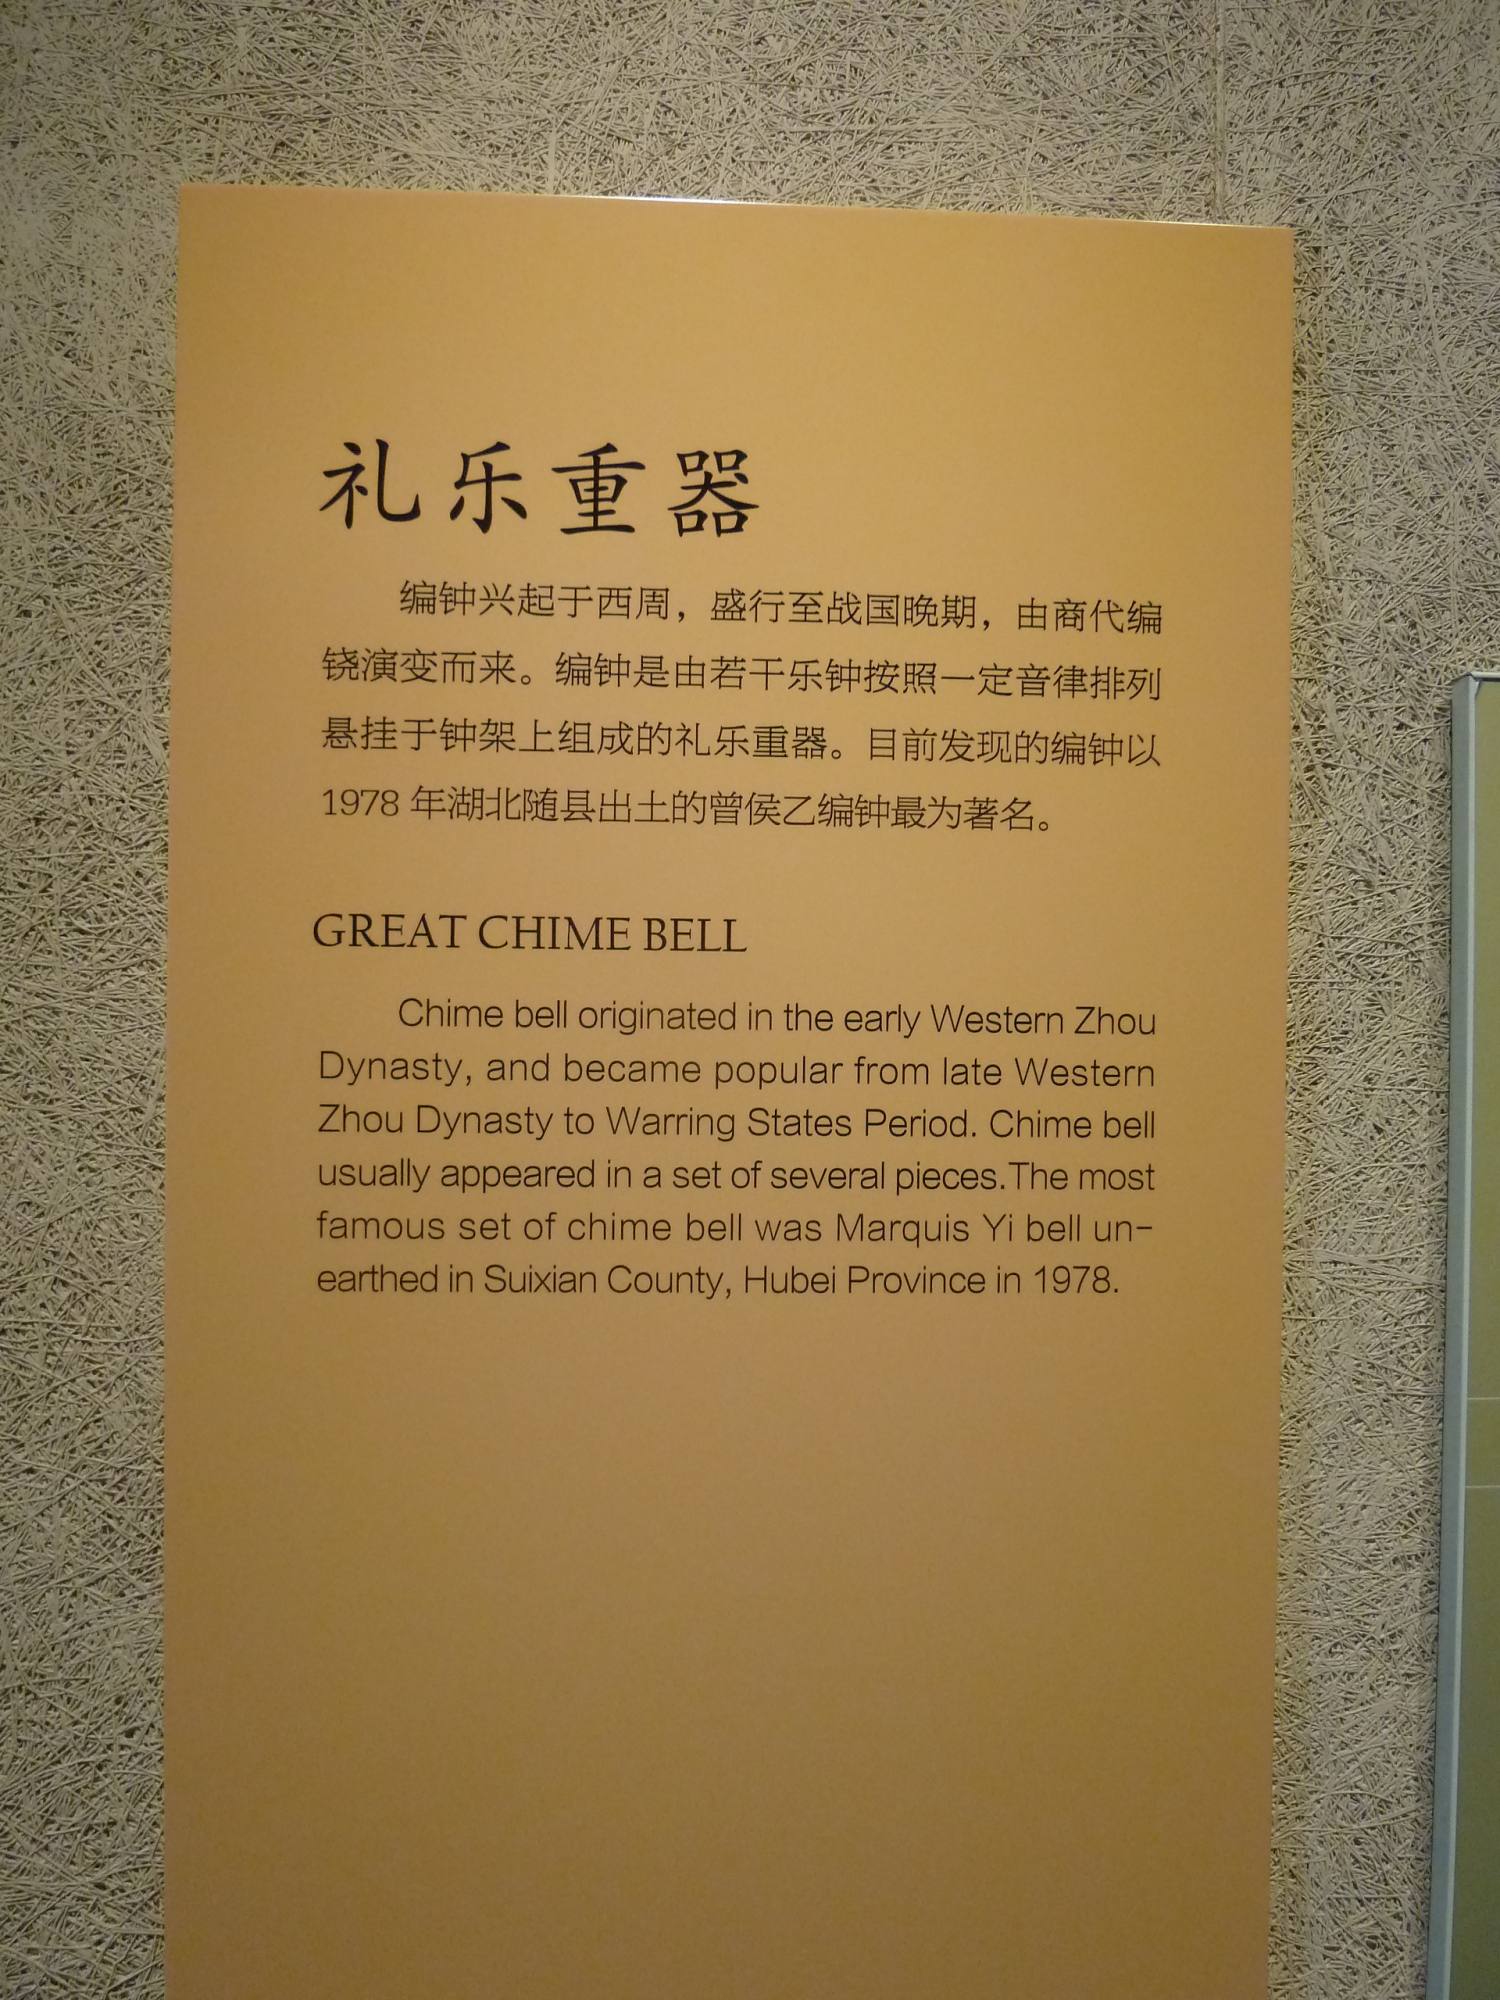 礼乐重器
编钟兴起于西周，盛行至战国晚期，由商代编
铙演变而来。编钟是由若干乐钟按照一定音律排列
悬挂于钟架上组成的礼乐重器。目前发现的编钟以
1978 年湖北随县出土的曾侯乙编钟最为著名。
GREAT CHIME BELL
Chime bell originated in the early Western Zhou
Dynasty, and became popular from late Western
Zhou Dynasty to Warring States Period. Chime bell
usually appeared in a set of several pieces.The most
famous set of chime bell was Marquis Yi bell un-
earthed in Suixian County, Hubei Province in 1978.